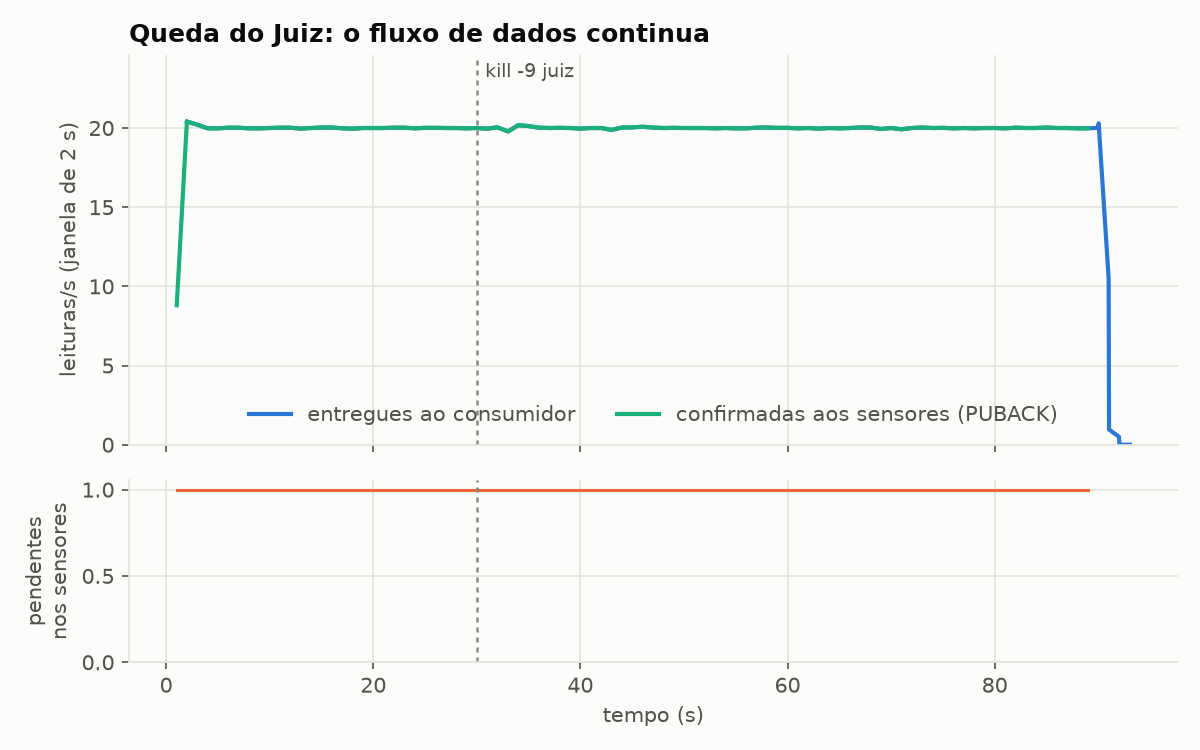 Queda do Juiz: o fluxo de dados continua
kill -9 juiz
leituras/s (janela de 2 s)
20
15
10
5
0
entregues ao consumidor
confirmadas aos sensores (PUBACK)
pendentes
nos sensores
1.0
0.5
0.0
0
20
40
60
80
tempo (s)